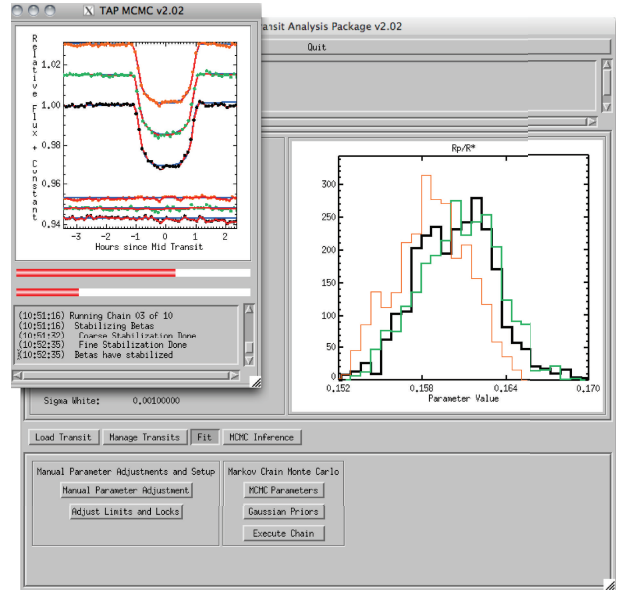 TAP MCMC v2.02
ansit Analysis Package v2.02
Quit
Relative Flux + Constant
1.02
1.00
0.98
0.96
0.94
-3 -2 -1 0 1 2
Hours since Mid Transit
(10:51:16) Running Chain 03 of 10
(10:51:16) Stabilizing Betas
(10:51:32) Coarse Stabilization Done
(10:52:35) Fine Stabilization Done
(10:52:35) Betas have stabilized
Rp/R*
300
250
200
150
100
50
0
0.152 0.158 0.164 0.170
Parameter Value
Sigma White: 0.00100000
Load Transit Manage Transits Fit MCMC Inference
Manual Parameter Adjustments and Setup
Manual Parameter Adjustment
Adjust Limits and Locks
Markov Chain Monte Carlo
MCMC Parameters
Gaussian Priors
Execute Chain